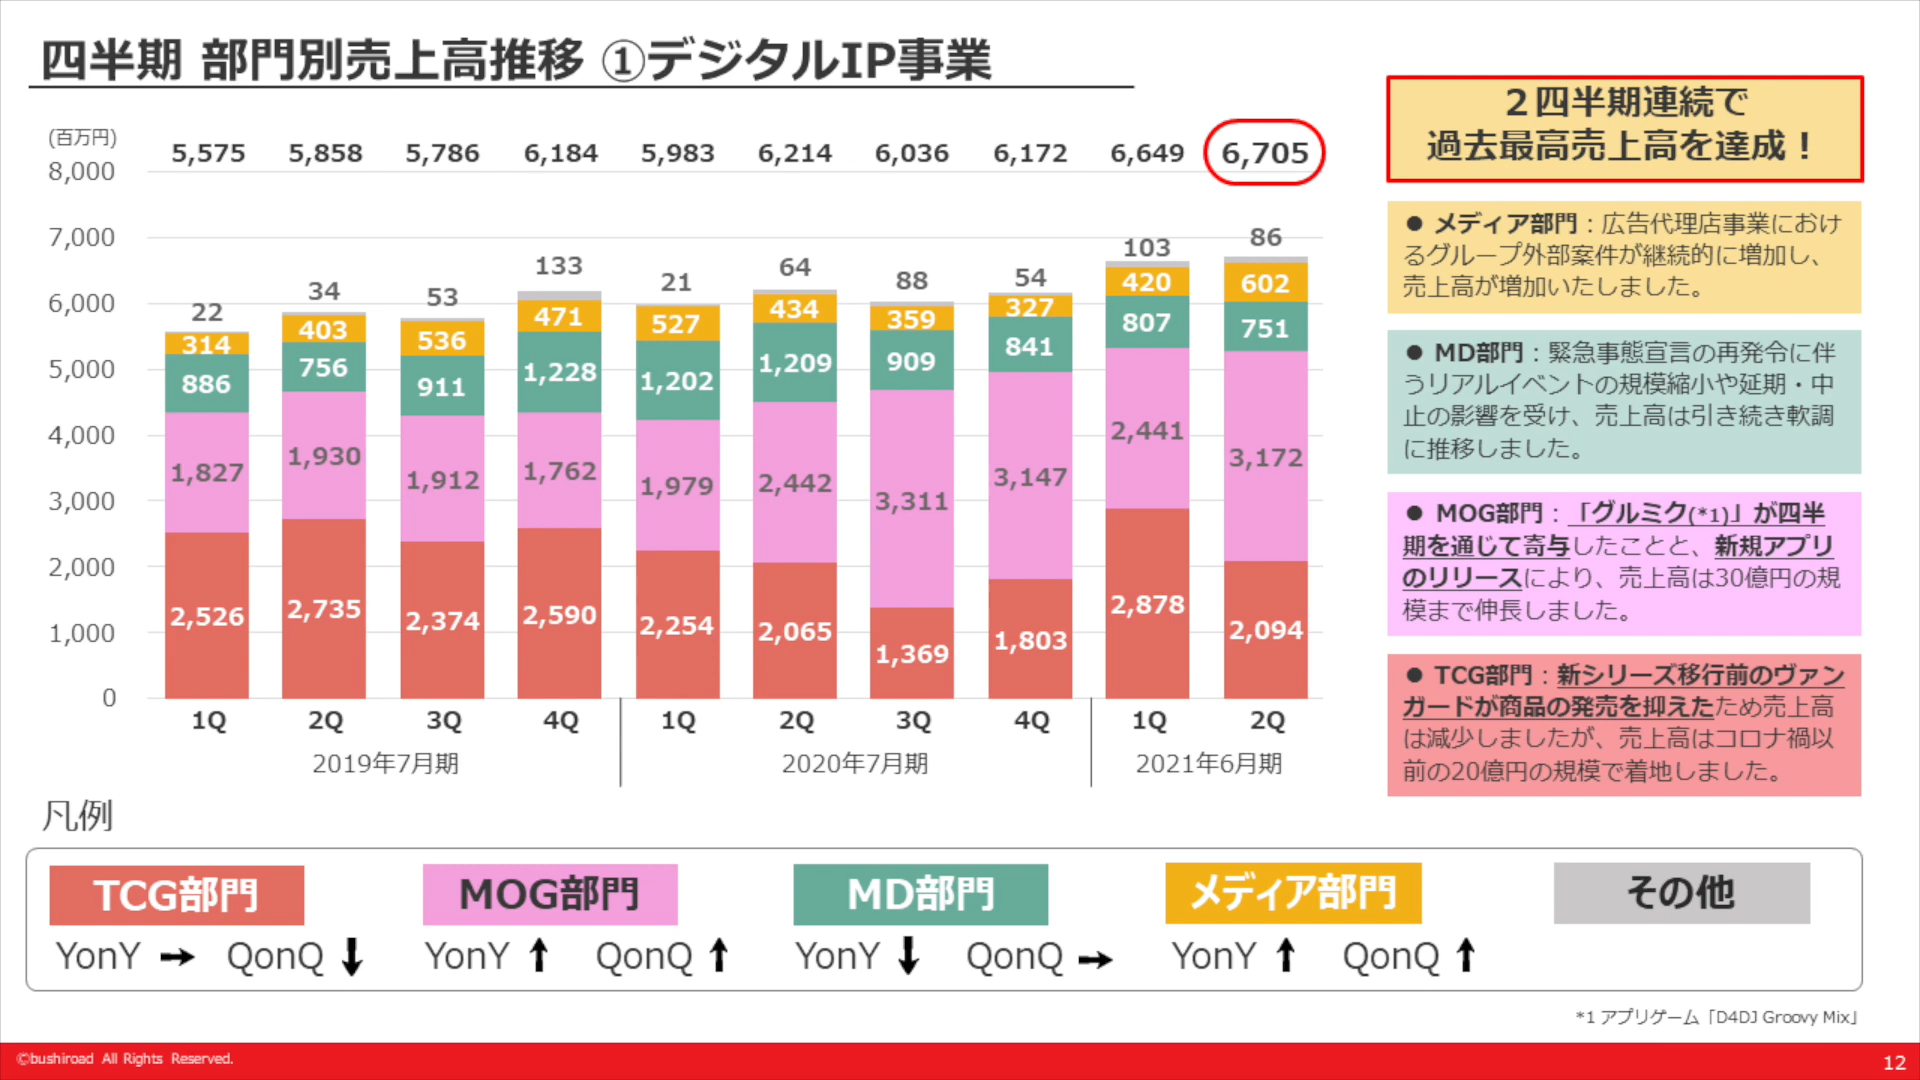 四半期 部門別売上高推移 ①デジタルIP事業
(百万円)
5,575 5,858 5,786 6,184 5,983 6,214 6,036 6,172 6,649 6,705
8,000
7,000
6,000
5,000
4,000
3,000
2,000
1,000
0
22 34 53 133 21 64 88 54 103 86
314 403 536 471 527 434 359 327 420 602
886 756 911 1,228 1,202 1,209 909 841 807 751
1,827 1,930 1,912 1,762 1,979 2,442 3,311 3,147 2,441 3,172
2,526 2,735 2,374 2,590 2,254 2,065 1,369 1,803 2,878 2,094
1Q 2Q 3Q 4Q 1Q 2Q 3Q 4Q 1Q 2Q
2019年7月期 2020年7月期 2021年6月期
２四半期連続で
過去最高売上高を達成！
● メディア部門：広告代理店事業におけ
るグループ外部案件が継続的に増加し、
売上高が増加いたしました。
● MD部門：緊急事態宣言の再発令に伴
うリアルイベントの規模縮小や延期・中
止の影響を受け、売上高は引き続き軟調
に推移しました。
● MOG部門：「グルミク(*1)」が四半
期を通じて寄与したことと、新規アプリ
のリリースにより、売上高は30億円の規
模まで伸長しました。
● TCG部門：新シリーズ移行前のヴァン
ガードが商品の発売を抑えたため売上高
は減少しましたが、売上高はコロナ禍以
前の20億円の規模で着地しました。
凡例
TCG部門 MOG部門 MD部門 メディア部門 その他
YonY → QonQ ↓ YonY ↑ QonQ ↑ YonY ↓ QonQ → YonY ↑ QonQ ↑
*1 アプリゲーム「D4DJ Groovy Mix」
©bushiroad All Rights Reserved.
12